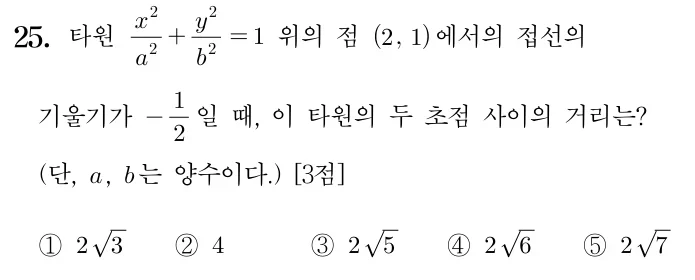 25. 타원 x²/a² + y²/b² = 1 위의 점 (2, 1)에서의 접선의
기울기가 -1/2일 때, 이 타원의 두 초점 사이의 거리는?
(단, a, b는 양수이다.) [3점]
① 2√3 ② 4 ③ 2√5 ④ 2√6 ⑤ 2√7